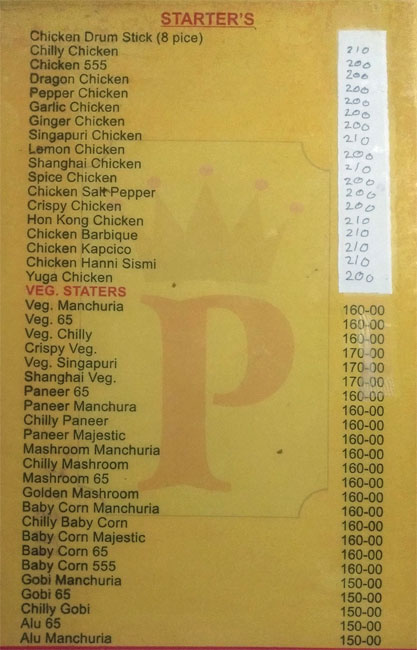 STARTER'S
Chicken Drum Stick (8 pice) 210
Chilly Chicken 200
Chicken 555 200
Dragon Chicken 200
Pepper Chicken 200
Garlic Chicken 200
Ginger Chicken 200
Singapuri Chicken 210
Lemon Chicken 200
Shanghai Chicken 210
Spice Chicken 200
Chicken Salt Pepper 200
Crispy Chicken 200
Hon Kong Chicken 210
Chicken Barbique 210
Chicken Kapcico 210
Chicken Hanni Sismi 210
Yuga Chicken 200
VEG. STATERS
Veg. Manchuria 160-00
Veg. 65 160-00
Veg. Chilly 160-00
Crispy Veg. 170-00
Veg. Singapuri 170-00
Shanghai Veg. 170-00
Paneer 65 160-00
Paneer Manchura 160-00
Chilly Paneer 160-00
Paneer Majestic 160-00
Mashroom Manchuria 160-00
Chilly Mashroom 160-00
Mashroom 65 160-00
Golden Mashroom 160-00
Baby Corn Manchuria 160-00
Chilly Baby Corn 160-00
Baby Corn Majestic 160-00
Baby Corn 65 160-00
Baby Corn 555 160-00
Gobi Manchuria 150-00
Gobi 65 150-00
Chilly Gobi 150-00
Alu 65 150-00
Alu Manchuria 150-00
P